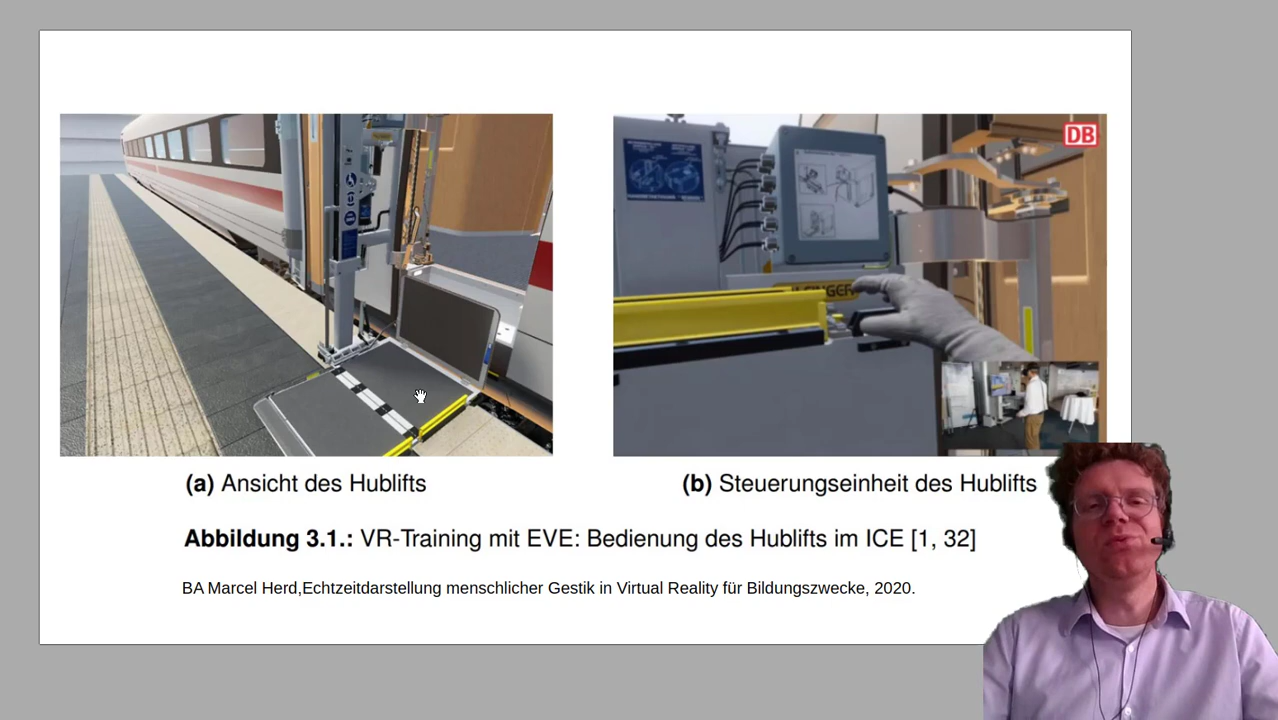 DB
(a) Ansicht des Hublifts
(b) Steuerungseinheit des Hublifts
Abbildung 3.1.: VR-Training mit EVE: Bedienung des Hublifts im ICE [1, 32]
BA Marcel Herd,Echtzeitdarstellung menschlicher Gestik in Virtual Reality für Bildungszwecke, 2020.